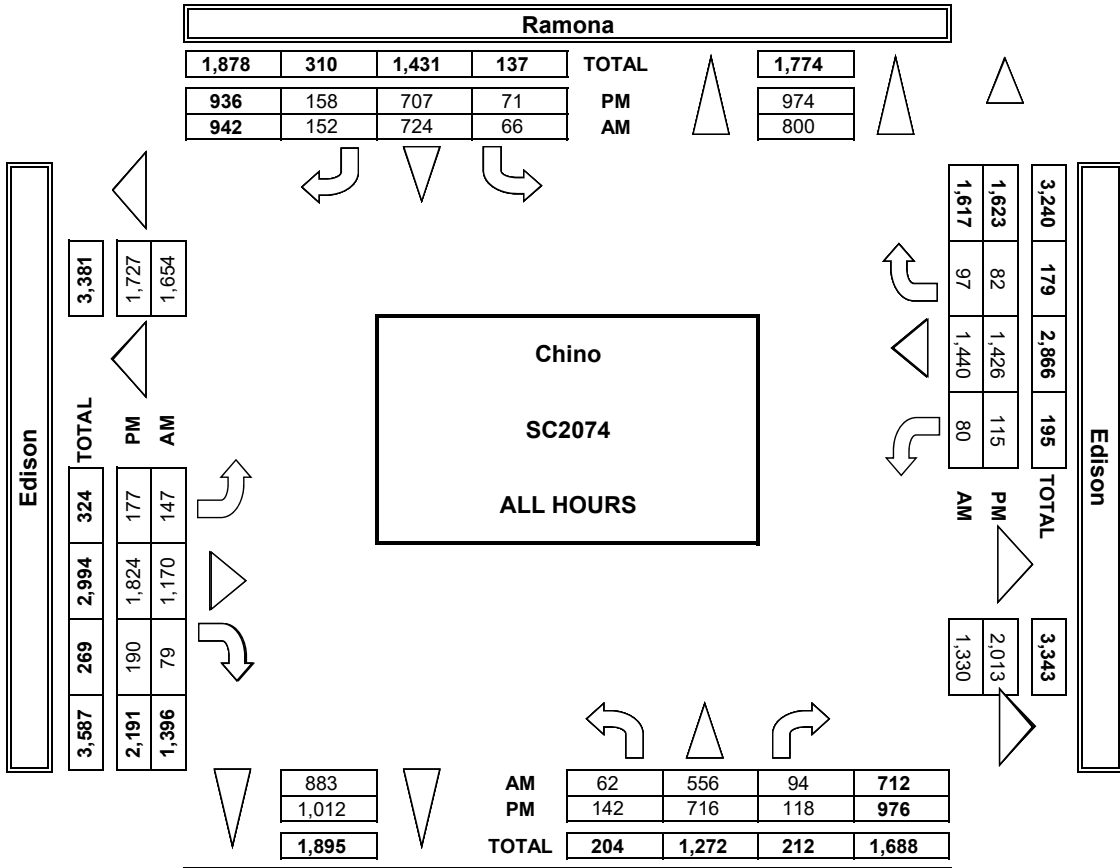 Ramona
1,878 310 1,431 137 TOTAL 1,774
936 158 707 71 PM 974
942 152 724 66 AM 800
Edison
3,381
1,727
1,654
TOTAL 324 2,994 269 3,587
PM 177 1,824 190 2,191
AM 147 1,170 79 1,396
Chino
SC2074
ALL HOURS
3,240 179 2,866 195 TOTAL 3,343
1,623 82 1,426 115 PM 2,013
1,617 97 1,440 80 AM 1,330
Edison
883 AM 62 556 94 712
1,012 PM 142 716 118 976
1,895 TOTAL 204 1,272 212 1,688